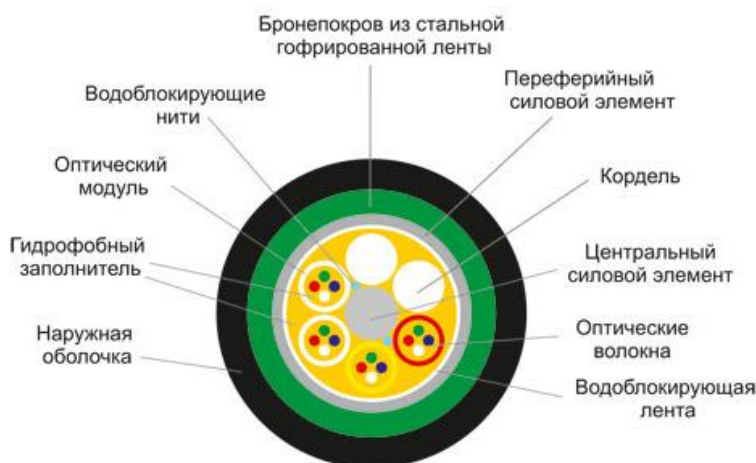 Бронепокров из стальной
гофрированной ленты
Водоблокирующие
нити
Переферийный
силовой элемент
Оптический
модуль
Кордель
Гидрофобный
заполнитель
Центральный
силовой элемент
Наружная
оболочка
Оптические
волокна
Водоблокирующая
лента